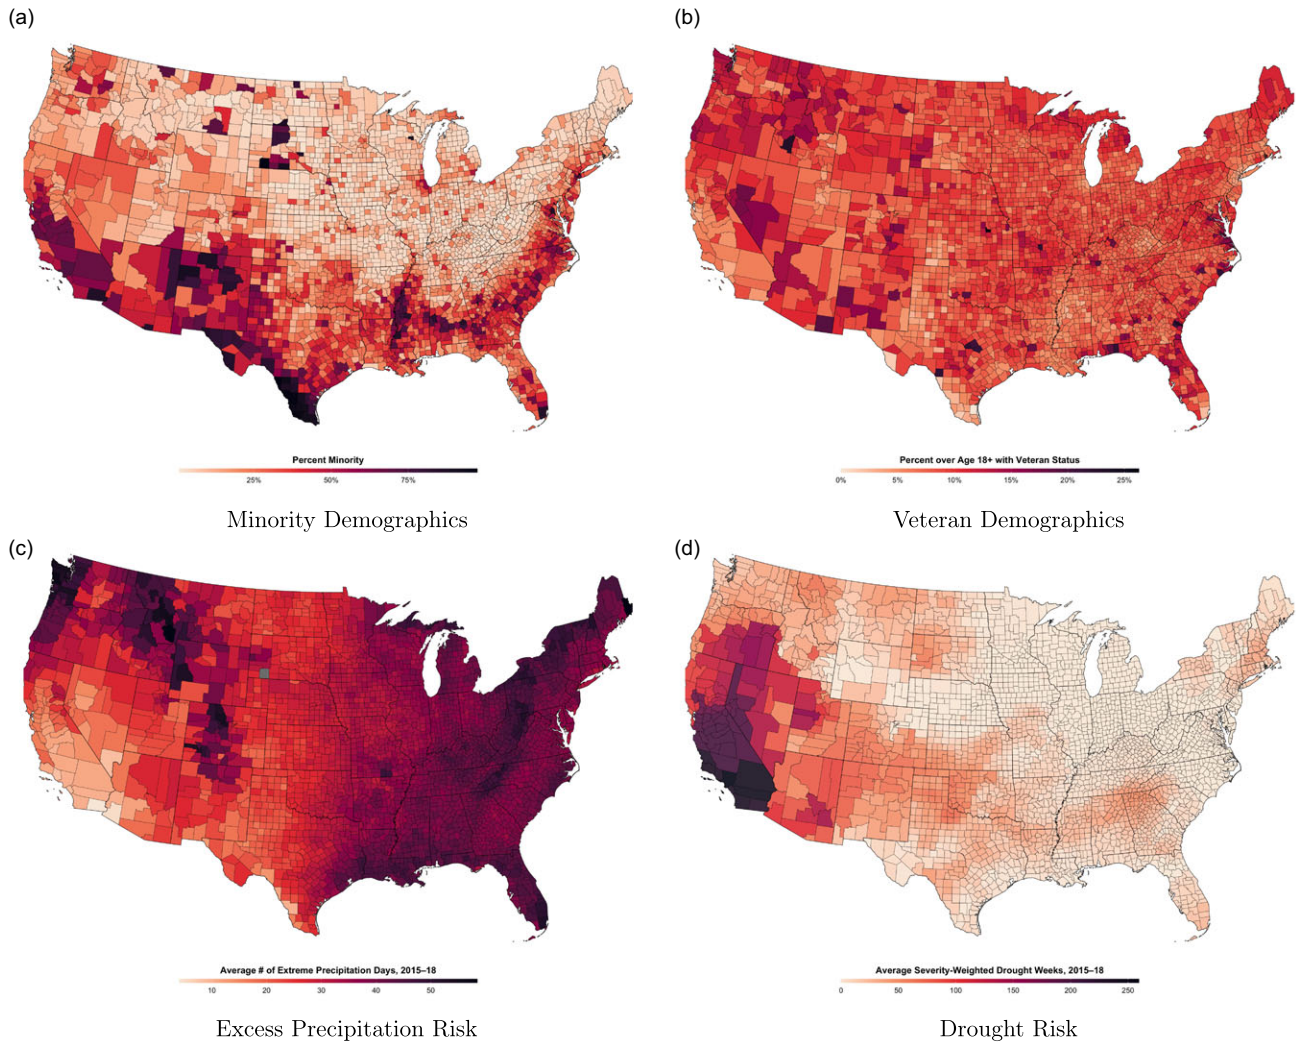 (a)
(b)
Percent Minority
25% 50% 75%
Minority Demographics
Percent over Age 18+ with Veteran Status
0% 5% 10% 15% 20% 25%
Veteran Demographics
(c)
(d)
Average # of Extreme Precipitation Days, 2015–18
10 20 30 40 50
Excess Precipitation Risk
Average Severity-Weighted Drought Weeks, 2015–18
0 50 100 150 200 250
Drought Risk